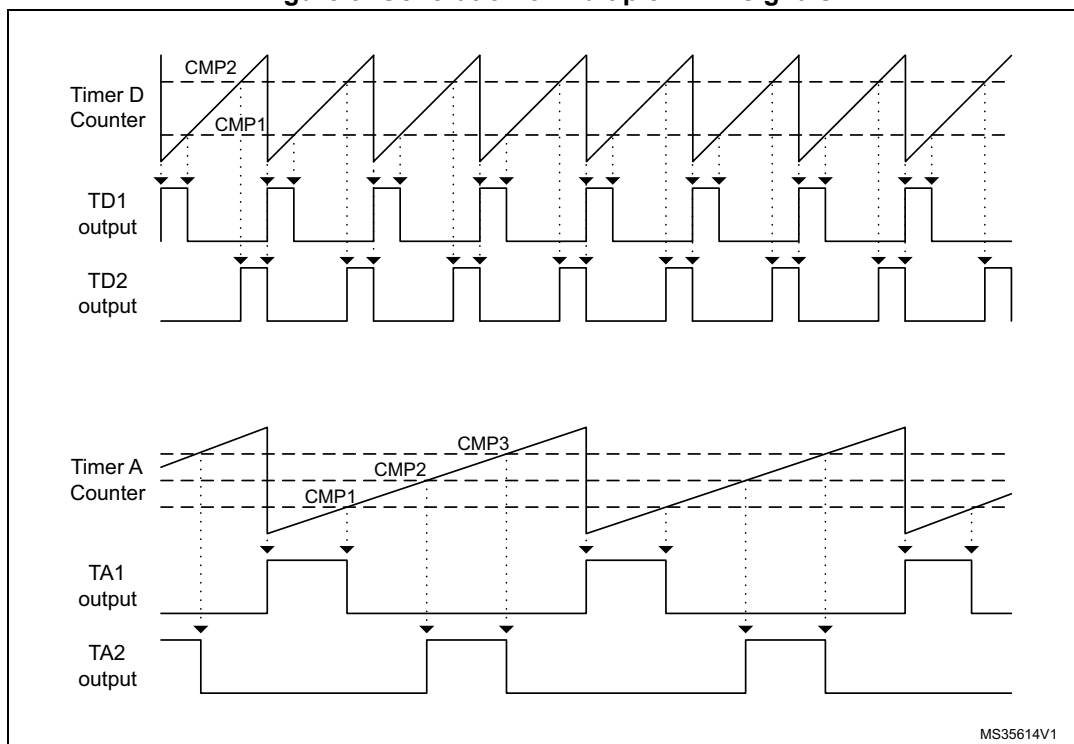 CMP2
Timer D
Counter
CMP1
TD1
output
TD2
output
CMP3
Timer A
CMP2
Counter
CMP1
TA1
output
TA2
output
MS35614V1